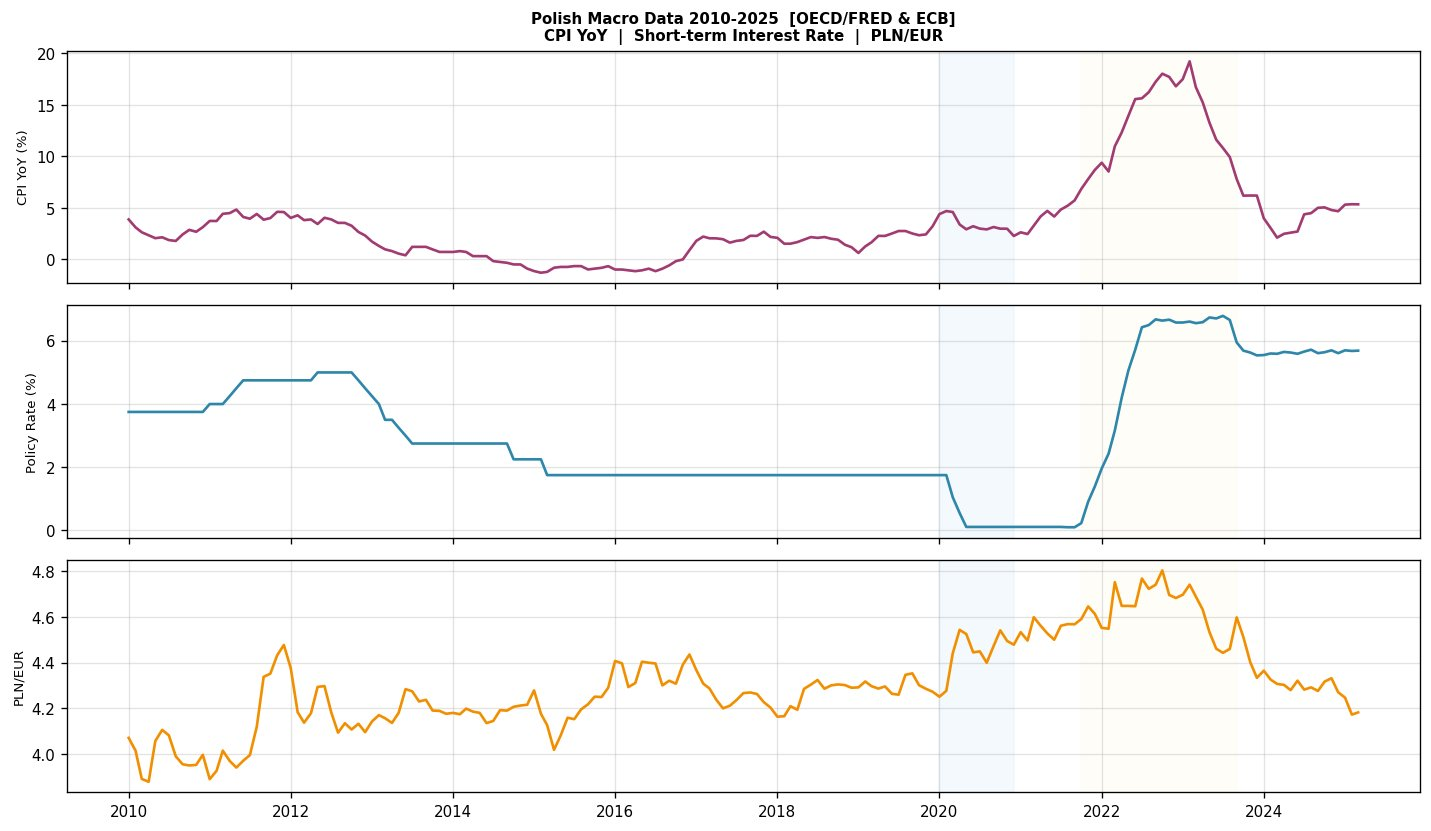 Polish Macro Data 2010-2025  [OECD/FRED & ECB]
CPI YoY  |  Short-term Interest Rate  |  PLN/EUR
CPI YoY (%)
20
15
10
5
0
Policy Rate (%)
6
4
2
0
PLN/EUR
4.8
4.6
4.4
4.2
4.0
2010 2012 2014 2016 2018 2020 2022 2024